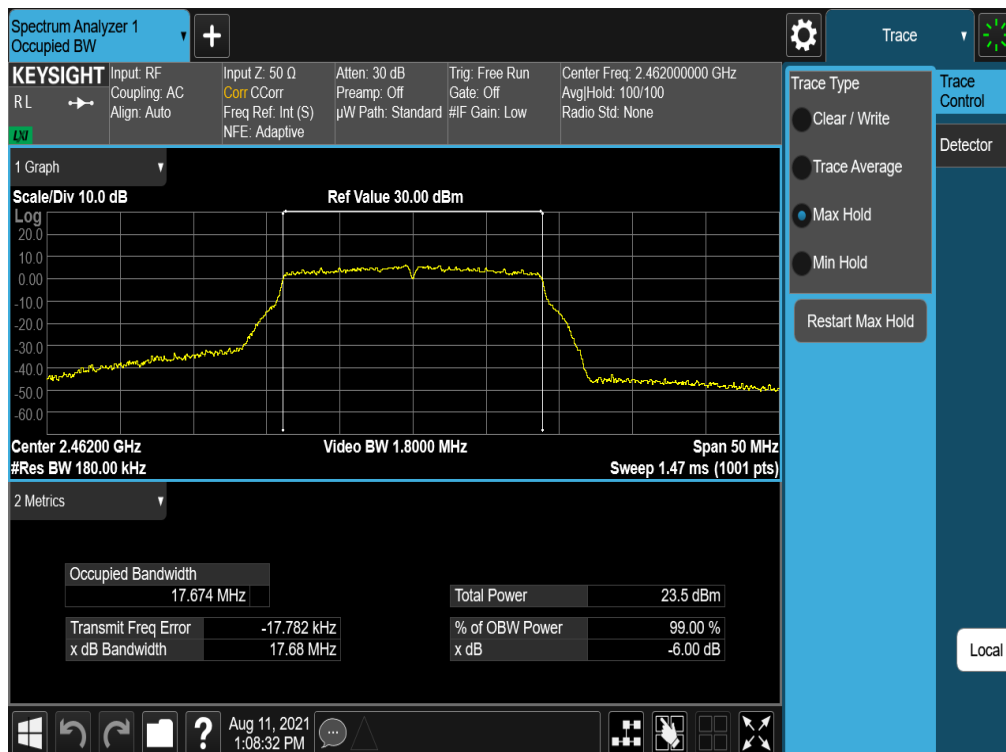 Spectrum Analyzer 1
Occupied BW
+
Trace
KEYSIGHT
RL
LXI
Input: RF
Coupling: AC
Align: Auto
Input Z: 50 Ω
Corr CCorr
Freq Ref: Int (S)
NFE: Adaptive
Atten: 30 dB
Preamp: Off
µW Path: Standard
Trig: Free Run
Gate: Off
#IF Gain: Low
Center Freq: 2.462000000 GHz
Avg|Hold: 100/100
Radio Std: None
Trace Type
Clear / Write
Trace Average
Max Hold
Min Hold
Restart Max Hold
Trace
Control
Detector
Local
1 Graph
Scale/Div 10.0 dB
Ref Value 30.00 dBm
Log
20.0
10.0
0.00
-10.0
-20.0
-30.0
-40.0
-50.0
-60.0
Center 2.46200 GHz
#Res BW 180.00 kHz
Video BW 1.8000 MHz
Span 50 MHz
Sweep 1.47 ms (1001 pts)
2 Metrics
Occupied Bandwidth
17.674 MHz
Transmit Freq Error -17.782 kHz
x dB Bandwidth 17.68 MHz
Total Power 23.5 dBm
% of OBW Power 99.00 %
x dB -6.00 dB
?
Aug 11, 2021
1:08:32 PM